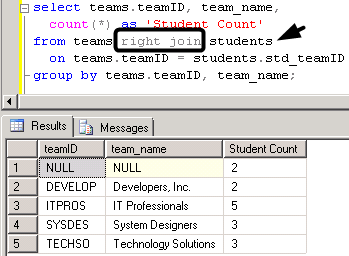 select teams.teamID, team_name,
count(*) as 'Student Count'
from teams right join students
on teams.teamID = students.std_teamID
group by teams.teamID, team_name;
Results Messages
teamID team_name Student Count
1 NULL NULL 2
2 DEVELOP Developers, Inc. 2
3 ITPROS IT Professionals 5
4 SYSDES System Designers 3
5 TECHSO Technology Solutions 3